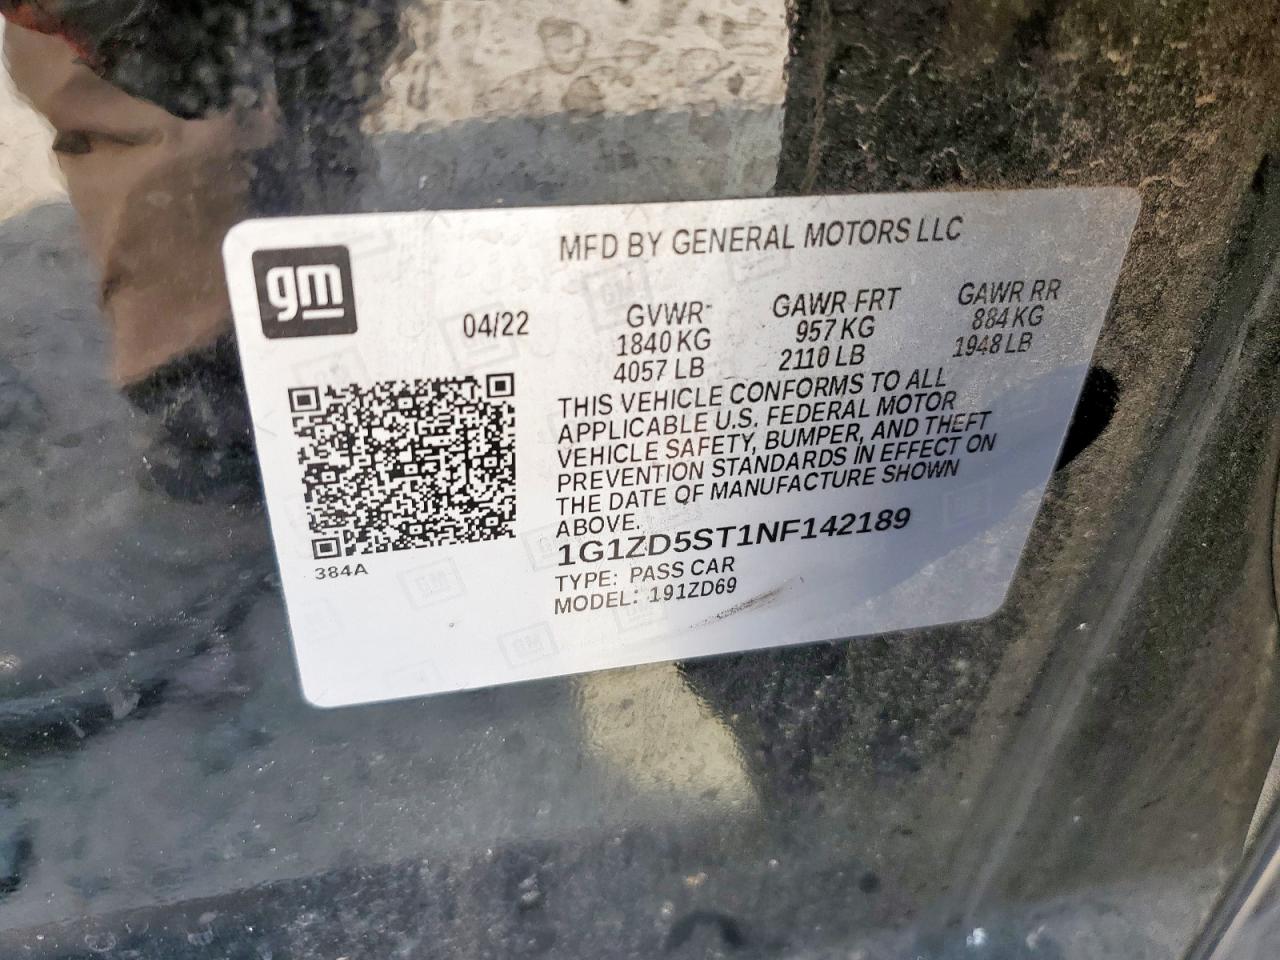 gm
MFD BY GENERAL MOTORS LLC
04/22
GVWR
1840 KG
4057 LB
GAWR FRT
957 KG
2110 LB
GAWR RR
884 KG
1948 LB
THIS VEHICLE CONFORMS TO ALL
APPLICABLE U.S. FEDERAL MOTOR
VEHICLE SAFETY, BUMPER, AND THEFT
PREVENTION STANDARDS IN EFFECT ON
THE DATE OF MANUFACTURE SHOWN
ABOVE.
1G1ZD5ST1NF142189
TYPE: PASS CAR
MODEL: 191ZD69
384A